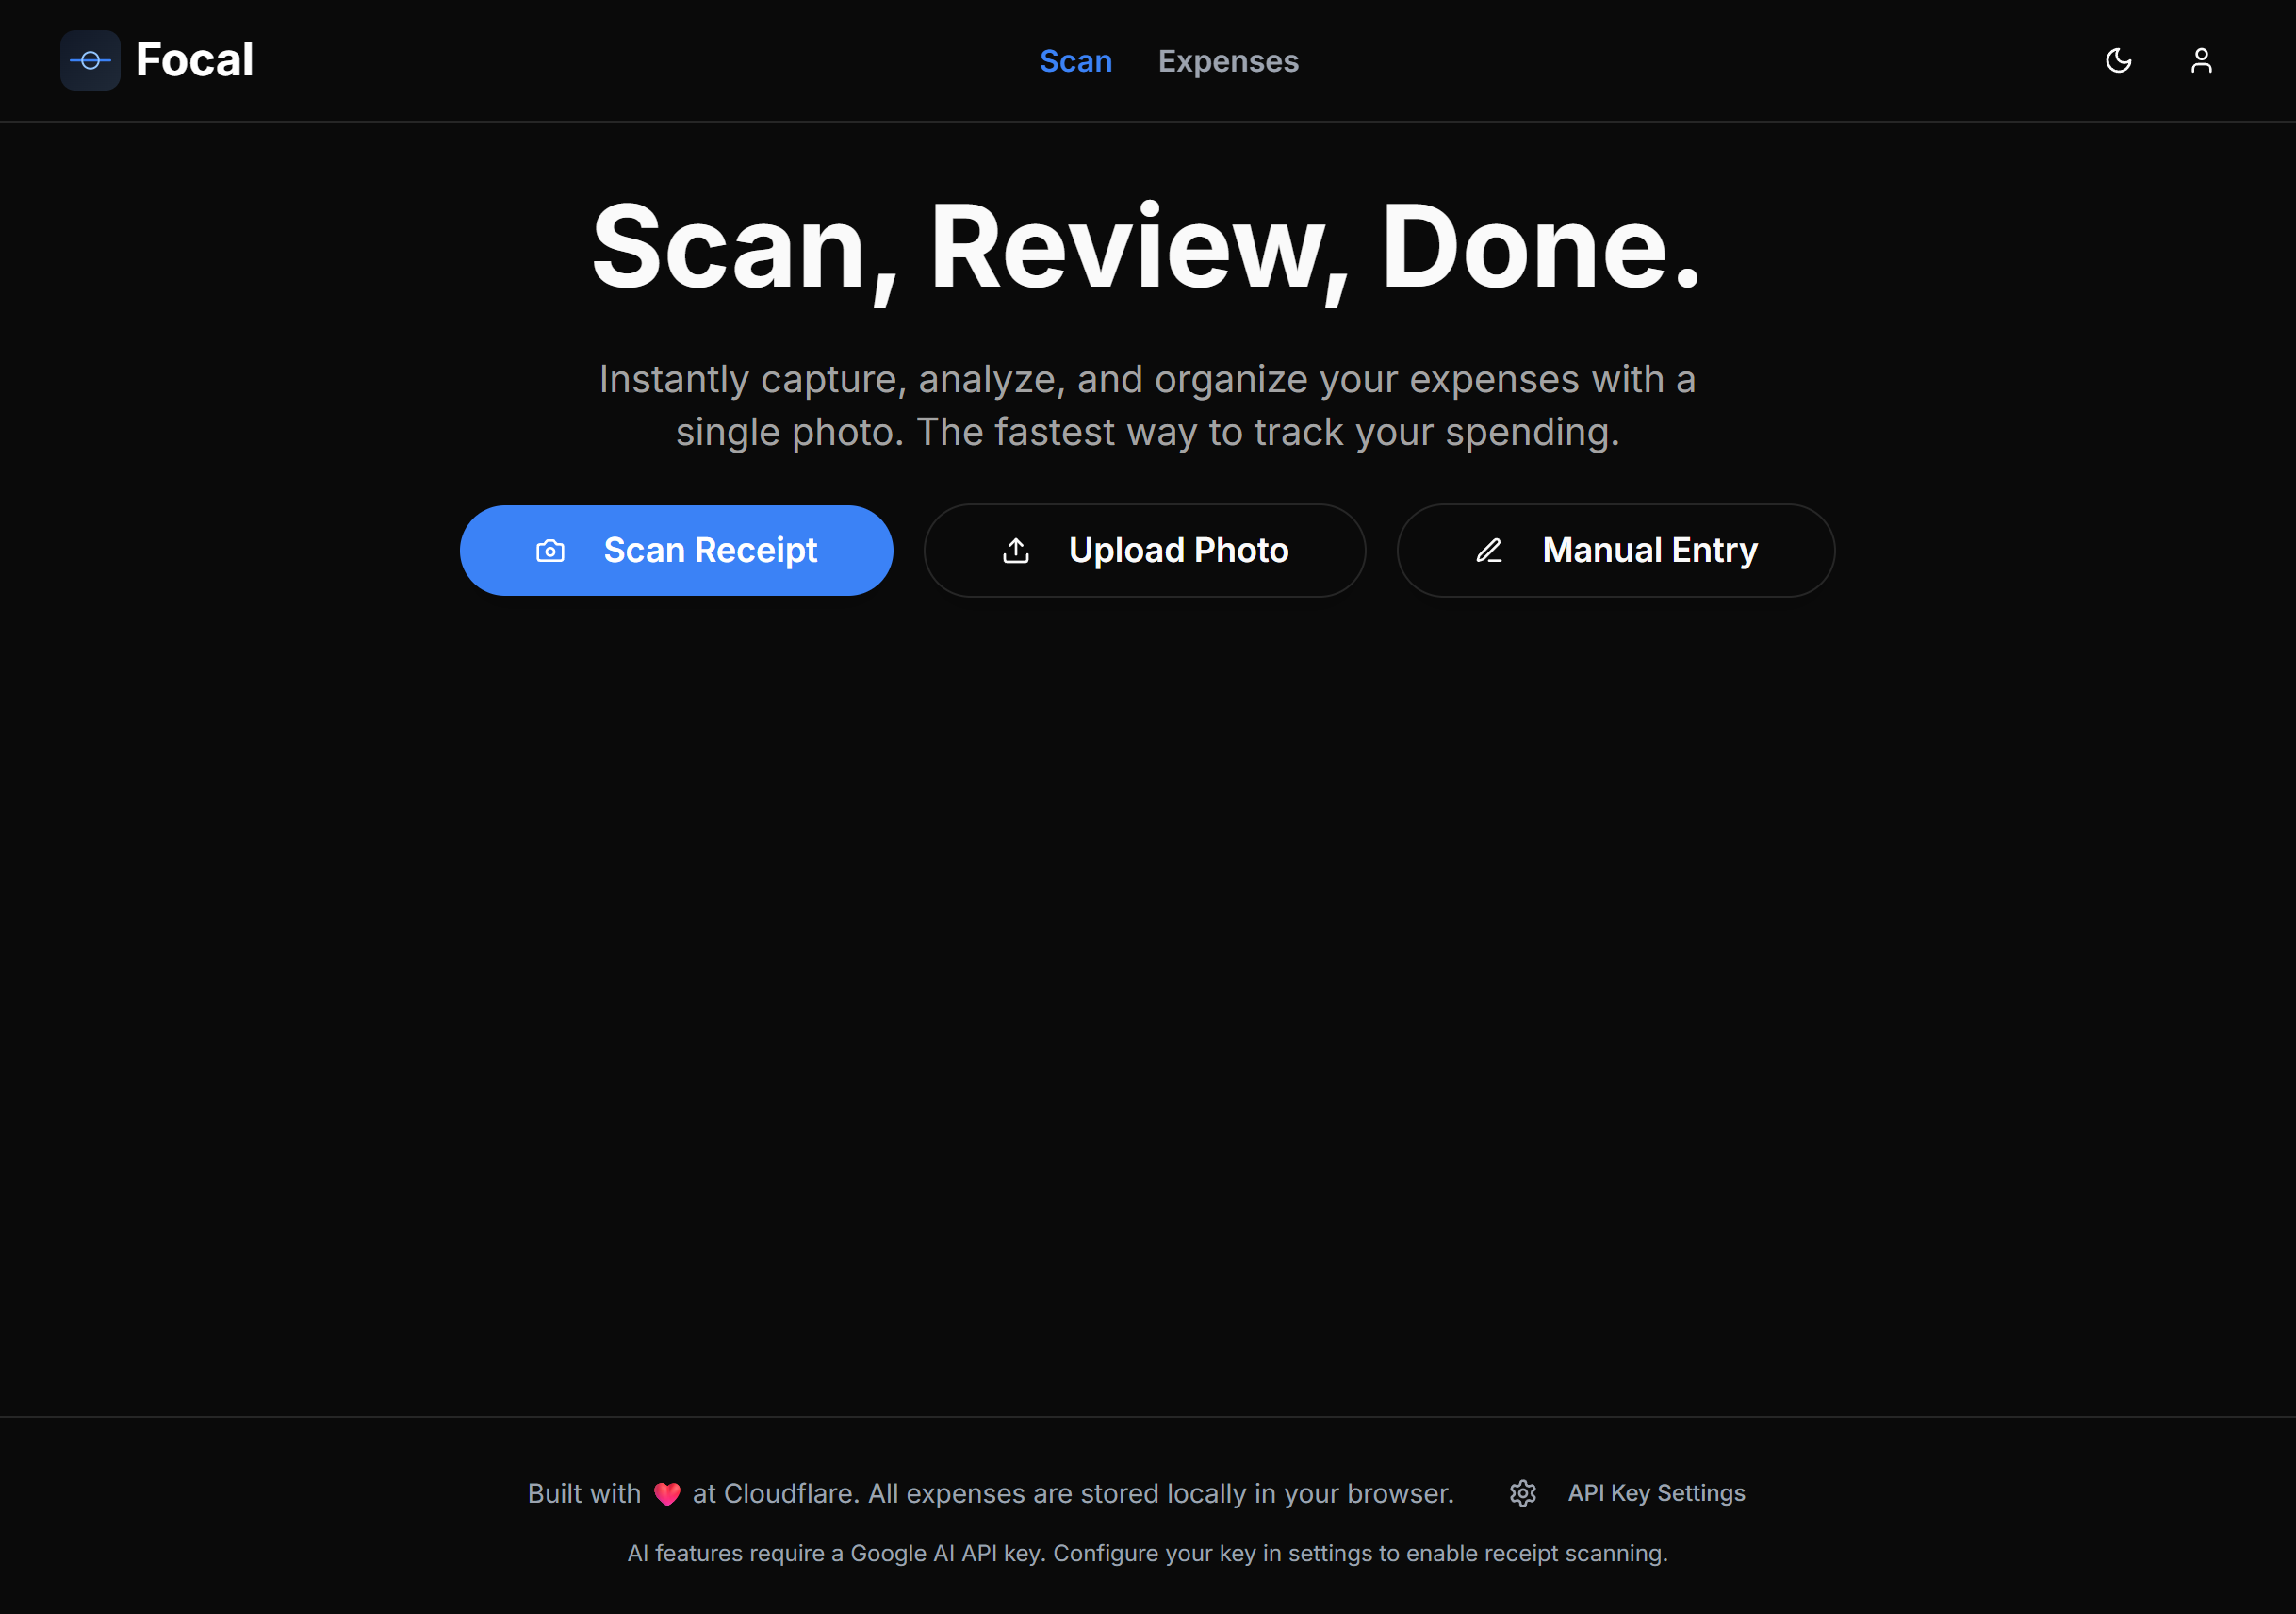 Focal
Scan
Expenses
Scan, Review, Done.
Instantly capture, analyze, and organize your expenses with a
single photo. The fastest way to track your spending.
Scan Receipt
Upload Photo
Manual Entry
Built with ❤️ at Cloudflare. All expenses are stored locally in your browser.
API Key Settings
AI features require a Google AI API key. Configure your key in settings to enable receipt scanning.